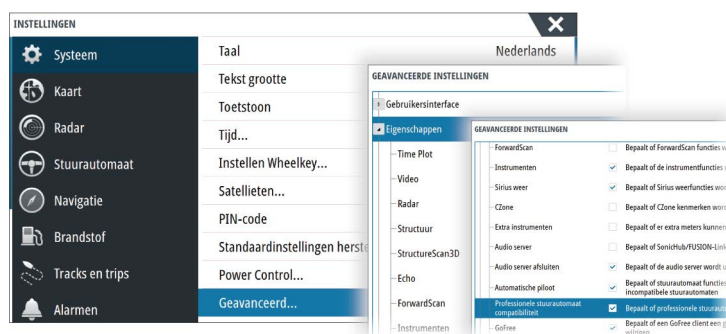 INSTELLINGEN
Systeem
Kaart
Radar
Stuurautomaat
Navigatie
Brandstof
Tracks en trips
Alarmen
Taal Nederlands
Tekst grootte
Toetstoon
Tijd...
Instellen Wheelkey...
Satellieten...
PIN-code
Standaardinstellingen herste
Power Control...
Geavanceerd...
GEAVANCEERDE INSTELLINGEN
Gebruikersinterface
Eigenschappen
Time Plot
Video
Radar
Structuur
StructureScan3D
Echo
ForwardScan
Instrumenten
GEAVANCEERDE INSTELLINGEN
ForwardScan Bepaalt of ForwardScan functies w
Instrumenten Bepaalt of de instrumentfuncties
Sirius weer Bepaalt of Sirius weerfuncties wor
CZone Bepaalt of CZone kenmerken word
Extra instrumenten Bepaalt of er extra meters kunnen
Audio server Bepaalt of SonicHub/FUSION-Link
Audio server afsluiten Bepaalt of de audio server wordt u
Automatische piloot Bepaalt of stuurautomaat functies
incompatibele stuurautomaten
Professionele stuurautomaat
compatibiliteit Bepaalt of professionele stuuraut
GoFree Bepaalt of een GoFree client een
wijzigen